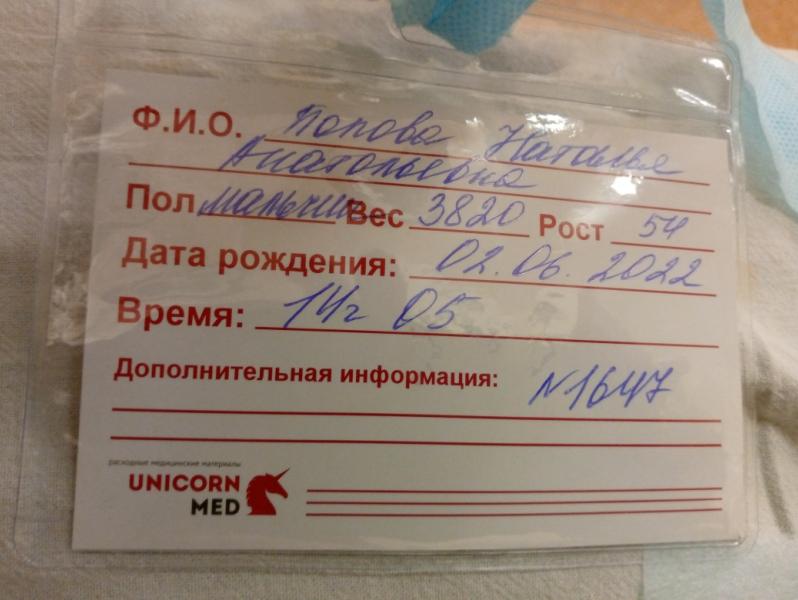 Ф.И.О. Попова Наталья
Анатольевна
Пол мальчик Вес 3820 Рост 54
Дата рождения: 02.06.2022
Время: 14г 05
Дополнительная информация: N1647
расходные медицинские материалы
UNICORN
MED